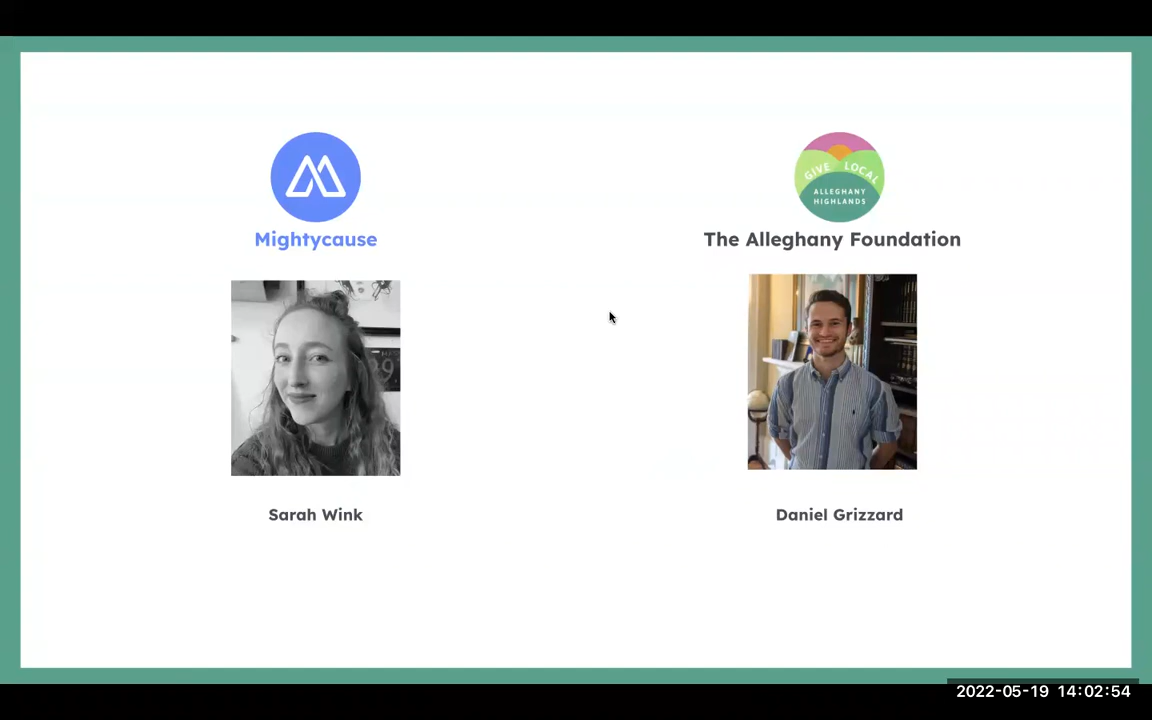 GIVE LOCAL
ALLEGHANY
HIGHLANDS
Mightycause
The Alleghany Foundation
Sarah Wink
Daniel Grizzard
2022-05-19 14:02:54